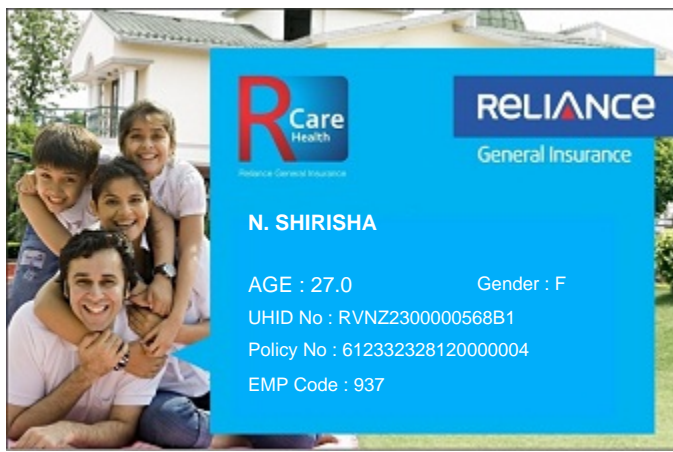 R Care
Health
Reliance General Insurance
RELIANCE
General Insurance
N. SHIRISHA
AGE : 27.0 Gender : F
UHID No : RVNZ2300000568B1
Policy No : 612332328120000004
EMP Code : 937